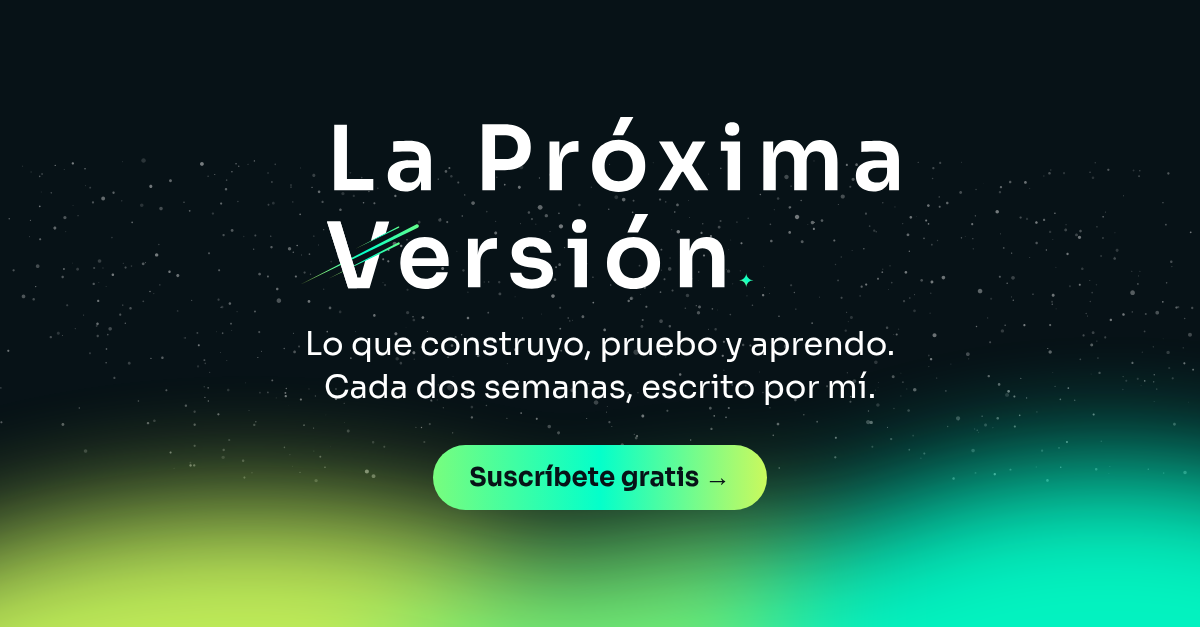 La Próxima
Versión.
Lo que construyo, pruebo y aprendo.
Cada dos semanas, escrito por mí.
Suscríbete gratis →